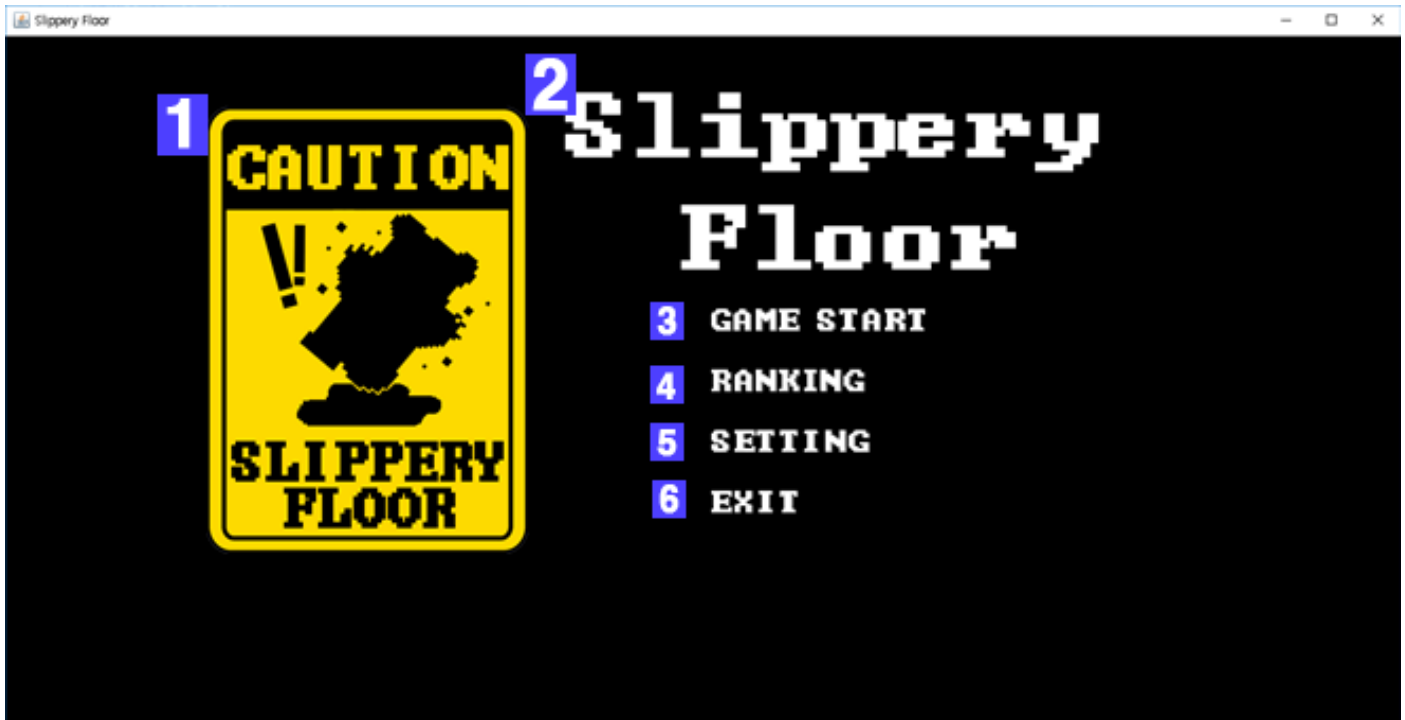 Slippery Floor
1
CAUTION
!!
SLIPPERY
FLOOR
2
Slippery
Floor
3 GAME START
4 RANKING
5 SETTING
6 EXIT